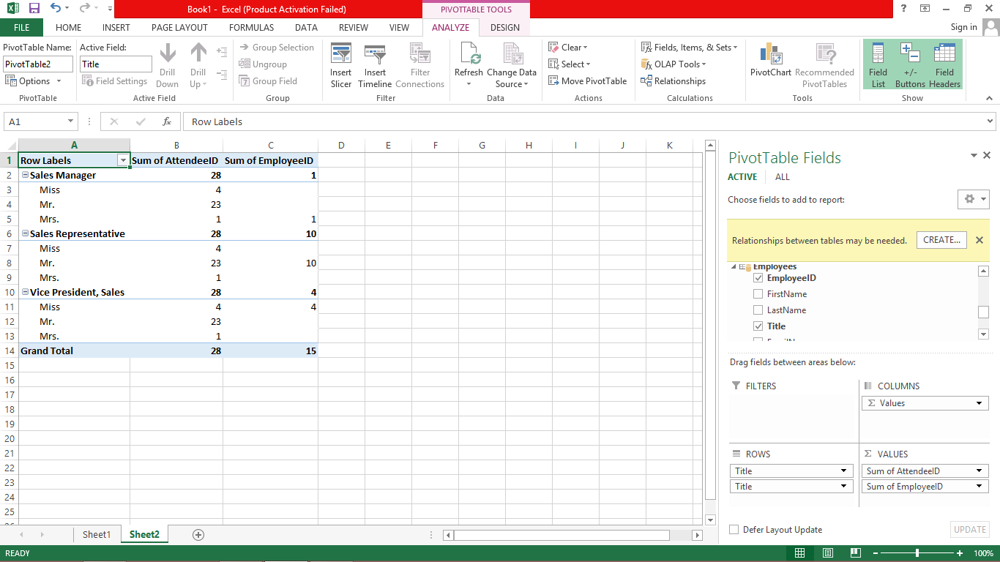 Book1 - Excel (Product Activation Failed)
PIVOTTABLE TOOLS
?
FILE HOME INSERT PAGE LAYOUT FORMULAS DATA REVIEW VIEW ANALYZE DESIGN Sign in
PivotTable Name:
PivotTable2
Options
PivotTable
Active Field:
Title
Field Settings
Drill Down
Drill Up
Active Field
Group Selection
Ungroup
Group Field
Group
Insert Slicer
Insert Timeline
Filter Connections
Filter
Refresh
Change Data Source
Data
Clear
Select
Move PivotTable
Actions
Fields, Items, & Sets
OLAP Tools
Relationships
Calculations
PivotChart
Recommended PivotTables
Tools
Field List
+/- Buttons
Field Headers
Show
A1 fx Row Labels
A B C D E F G H I J K
1 Row Labels Sum of AttendeeID Sum of EmployeeID
2 Sales Manager 28 1
3 Miss 4
4 Mr. 23
5 Mrs. 1 1
6 Sales Representative 28 10
7 Miss 4
8 Mr. 23 10
9 Mrs. 1
10 Vice President, Sales 28 4
11 Miss 4 4
12 Mr. 23
13 Mrs. 1
14 Grand Total 28 15
15
16
17
18
19
20
21
22
23
24
25
PivotTable Fields
ACTIVE ALL
Choose fields to add to report:
Relationships between tables may be needed. CREATE...
Employees
EmployeeID
FirstName
LastName
Title
Drag fields between areas below:
FILTERS
COLUMNS
Σ Values
ROWS
Title
Title
Σ VALUES
Sum of AttendeeID
Sum of EmployeeID
Defer Layout Update UPDATE
Sheet1 Sheet2
READY 100%